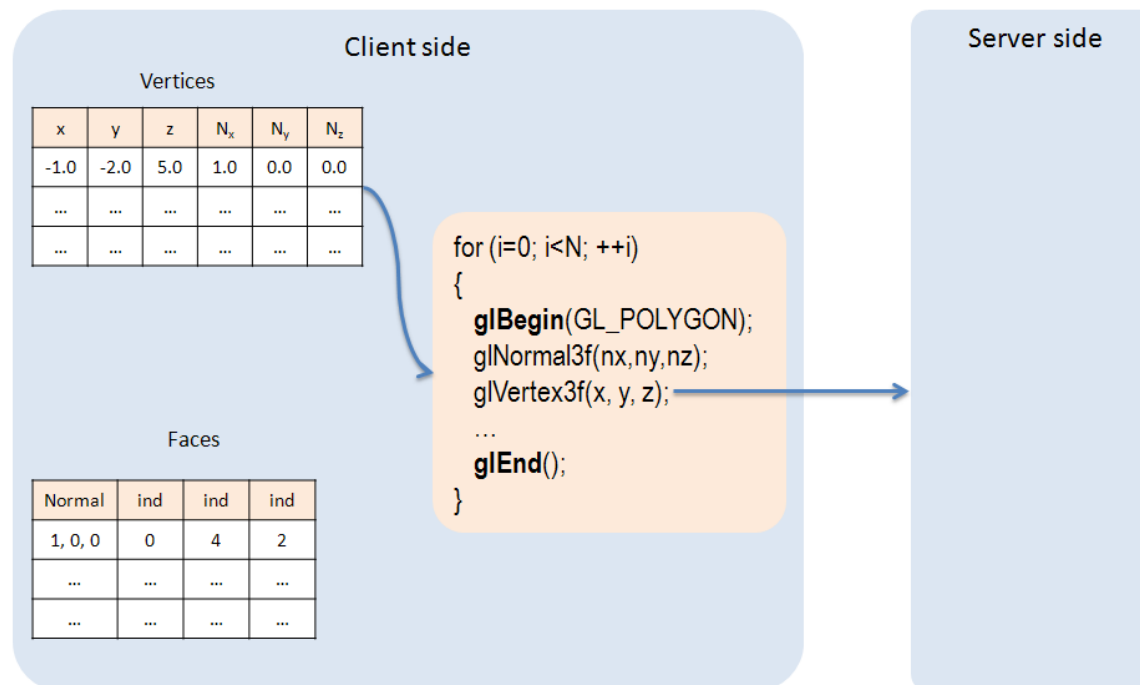 Client side
Vertices
x y z Nx Ny Nz
-1.0 -2.0 5.0 1.0 0.0 0.0
... ... ... ... ... ...
... ... ... ... ... ...
for (i=0; i<N; ++i)
{
glBegin(GL_POLYGON);
glNormal3f(nx,ny,nz);
glVertex3f(x, y, z);
...
glEnd();
}
Faces
Normal ind ind ind
1, 0, 0 0 4 2
... ... ... ...
... ... ... ...
Server side